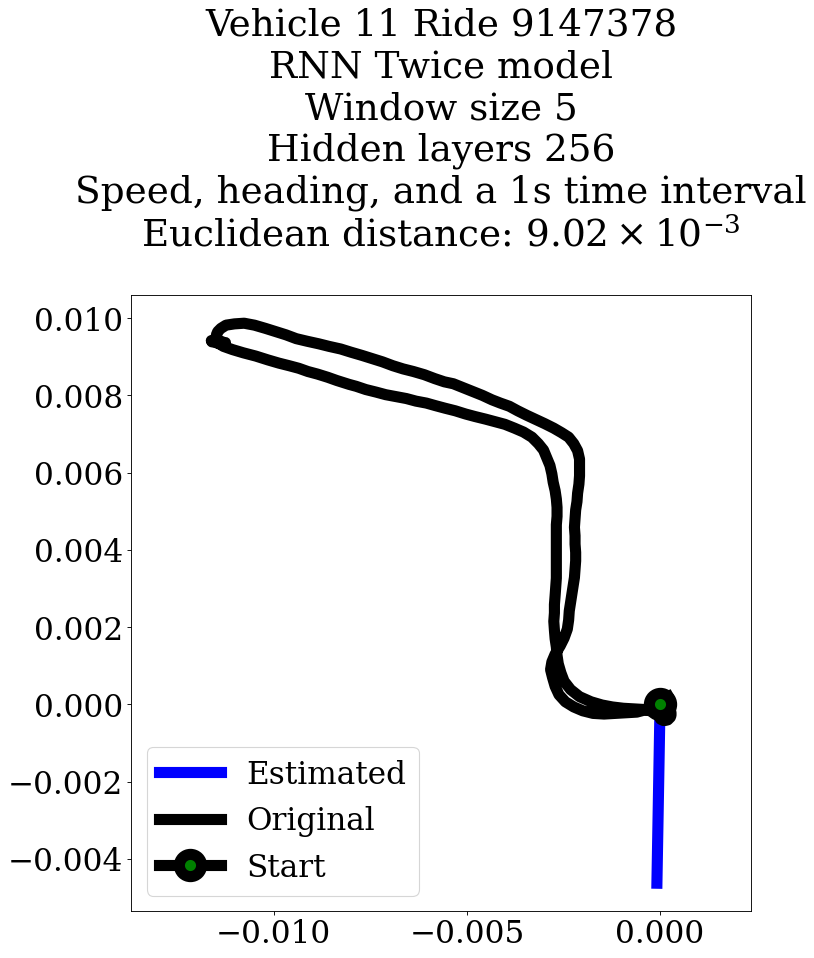 Vehicle 11 Ride 9147378
RNN Twice model
Window size 5
Hidden layers 256
Speed, heading, and a 1s time interval
Euclidean distance: 9.02 × 10⁻³
0.010
0.008
0.006
0.004
0.002
0.000
−0.002
−0.004
Estimated
Original
Start
−0.010
−0.005
0.000